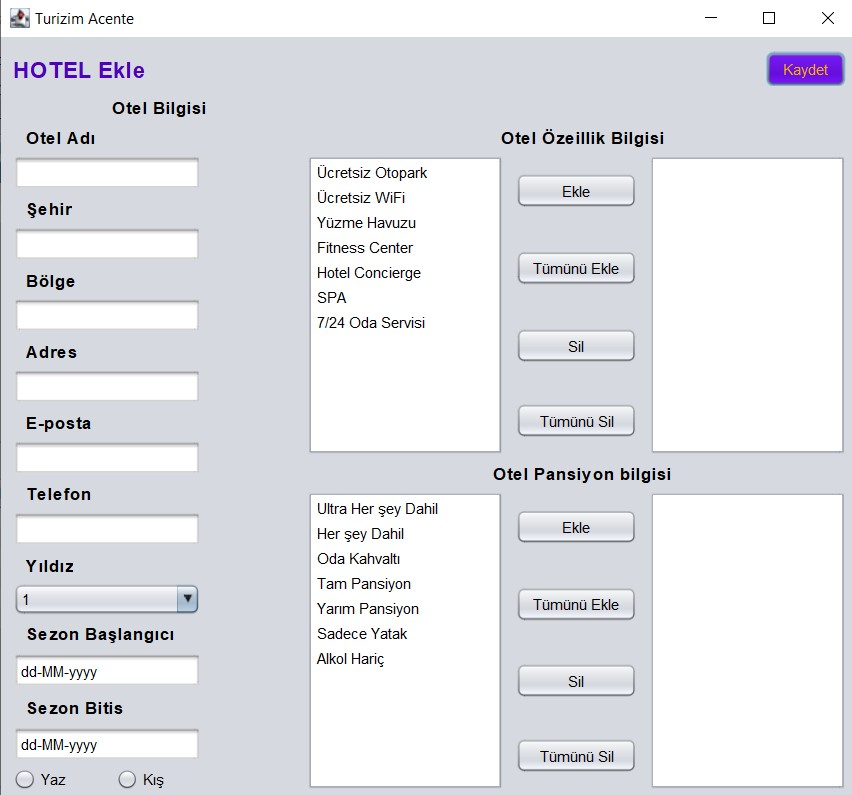 Turizim Acente
HOTEL Ekle
Kaydet
Otel Bilgisi
Otel Adı
Şehir
Bölge
Adres
E-posta
Telefon
Yıldız
1
Sezon Başlangıcı
dd-MM-yyyy
Sezon Bitis
dd-MM-yyyy
Yaz
Kış
Otel Özeillik Bilgisi
Ücretsiz Otopark
Ücretsiz WiFi
Yüzme Havuzu
Fitness Center
Hotel Concierge
SPA
7/24 Oda Servisi
Ekle
Tümünü Ekle
Sil
Tümünü Sil
Otel Pansiyon bilgisi
Ultra Her şey Dahil
Her şey Dahil
Oda Kahvaltı
Tam Pansiyon
Yarım Pansiyon
Sadece Yatak
Alkol Hariç
Ekle
Tümünü Ekle
Sil
Tümünü Sil